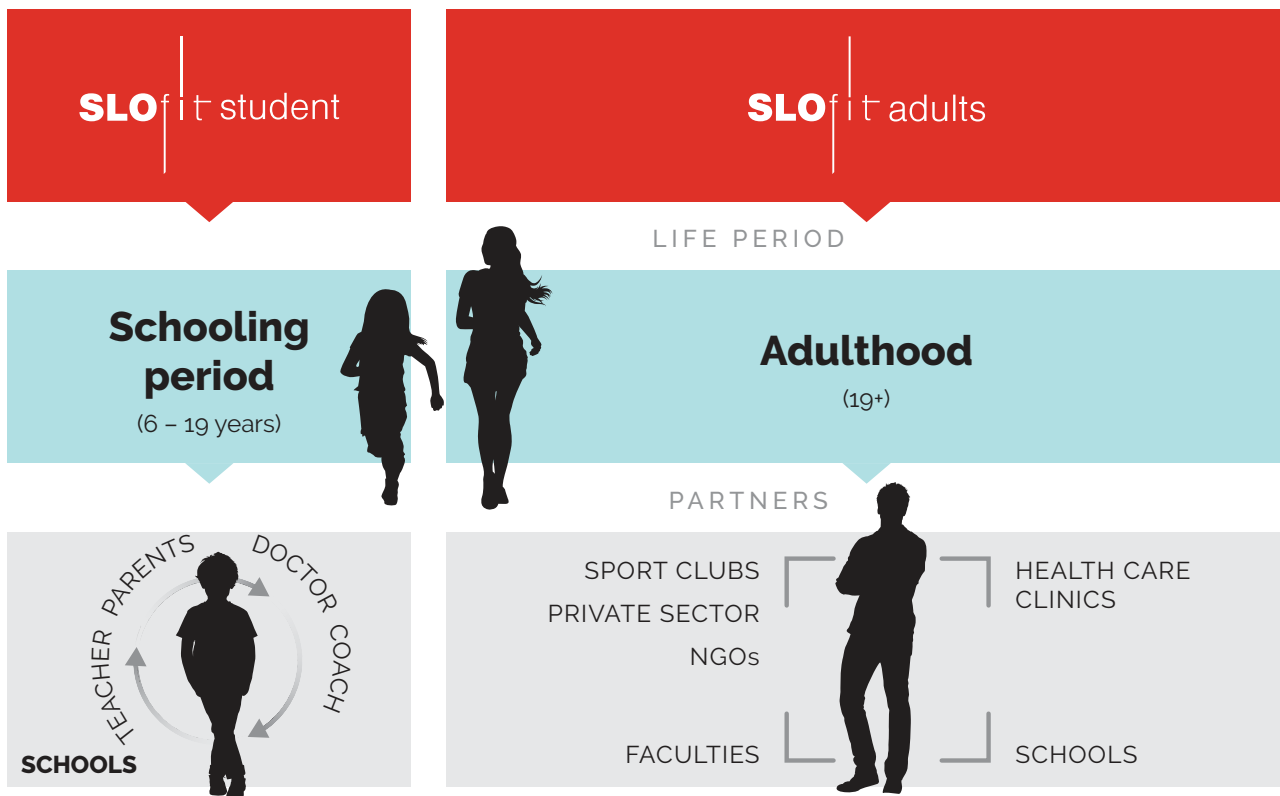 SLOfit student
SLOfit adults
LIFE PERIOD
Schooling
period
(6 – 19 years)
Adulthood
(19+)
PARTNERS
TEACHER PARENTS DOCTOR COACH
SCHOOLS
SPORT CLUBS
PRIVATE SECTOR
NGOs
FACULTIES
HEALTH CARE
CLINICS
SCHOOLS